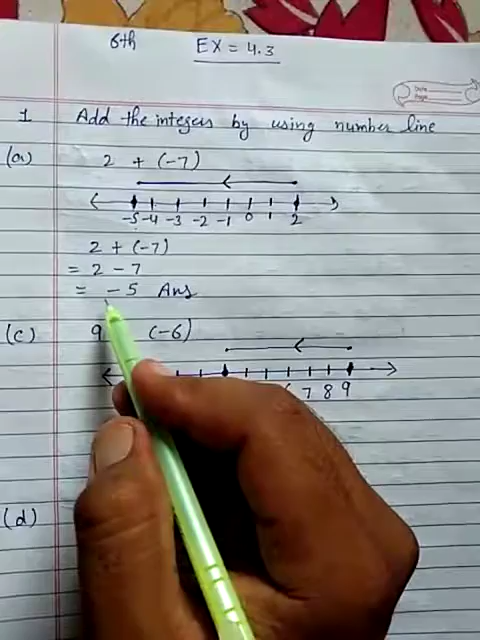 6th EX = 4.3
Date
Page
1 Add the integers by using number line
(a) 2 + (-7)
-5 -4 -3 -2 -1 0 1 2
2 + (-7)
= 2 - 7
= - 5 Ans
(c) 9 (-6)
7 8 9
(d)